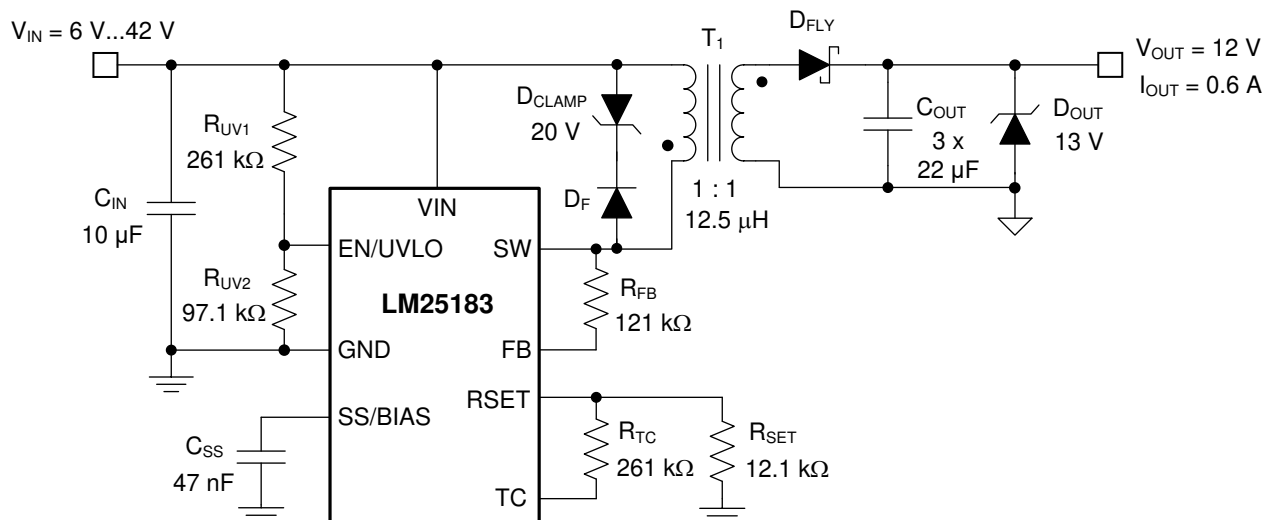 V_IN = 6 V...42 V
T₁
D_FLY
V_OUT = 12 V
I_OUT = 0.6 A
D_CLAMP
20 V
C_OUT
3 x
22 µF
D_OUT
13 V
R_UV1
261 kΩ
C_IN
10 µF
VIN
D_F
1 : 1
12.5 μH
EN/UVLO
SW
R_UV2
97.1 kΩ
LM25183
R_FB
121 kΩ
GND
FB
RSET
SS/BIAS
C_SS
47 nF
R_TC
261 kΩ
R_SET
12.1 kΩ
TC